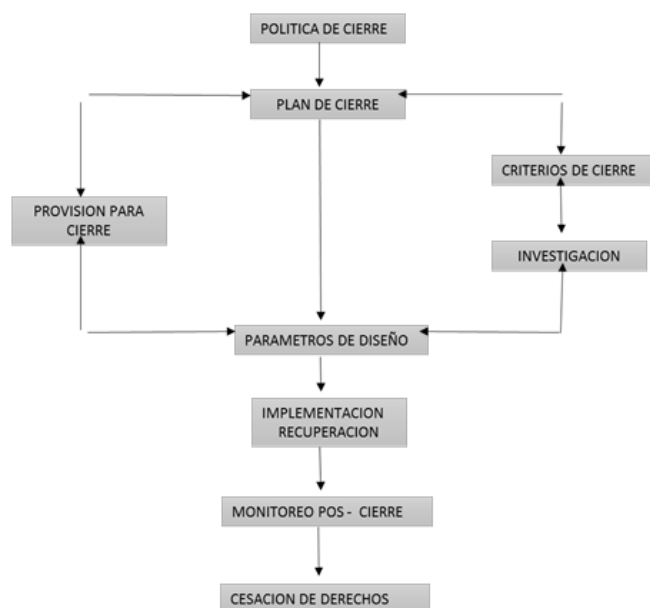 POLITICA DE CIERRE
PLAN DE CIERRE
CRITERIOS DE CIERRE
PROVISION PARA
CIERRE
INVESTIGACION
PARAMETROS DE DISEÑO
IMPLEMENTACION
RECUPERACION
MONITOREO POS - CIERRE
CESACION DE DERECHOS